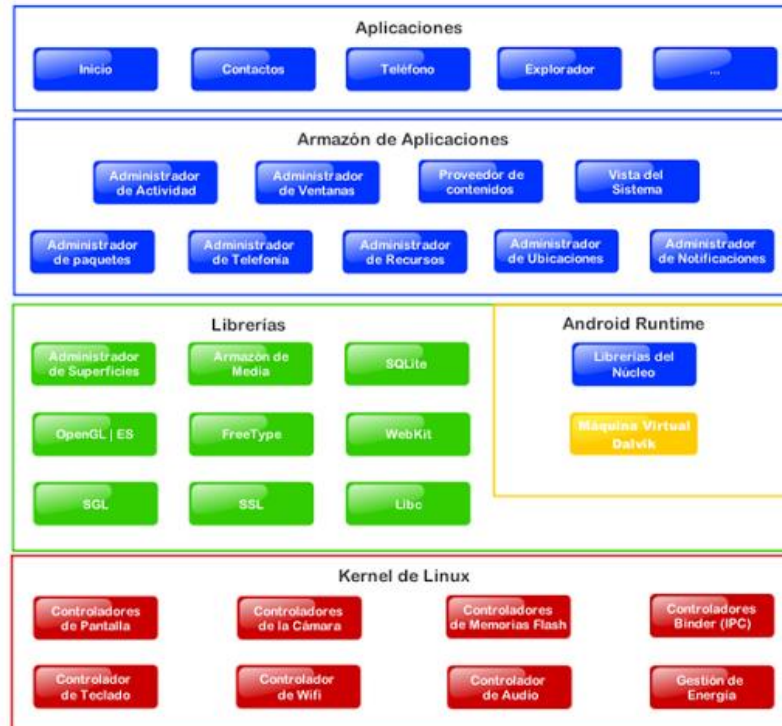 Aplicaciones
Inicio
Contactos
Teléfono
Explorador
...
Armazón de Aplicaciones
Administrador
de Actividad
Administrador
de Ventanas
Proveedor de
contenidos
Vista del
Sistema
Administrador
de paquetes
Administrador
de Telefonía
Administrador
de Recursos
Administrador
de Ubicaciones
Administrador
de Notificaciones
Librerías
Administrador
de Superficies
Armazón de
Media
SQLite
OpenGL | ES
FreeType
WebKit
SGL
SSL
Libc
Android Runtime
Librerías del
Núcleo
Máquina Virtual
Dalvik
Kernel de Linux
Controladores
de Pantalla
Controladores
de la Cámara
Controladores
de Memorias Flash
Controladores
Binder (IPC)
Controlador
de Teclado
Controlador
de Wifi
Controlador
de Audio
Gestión de
Energía